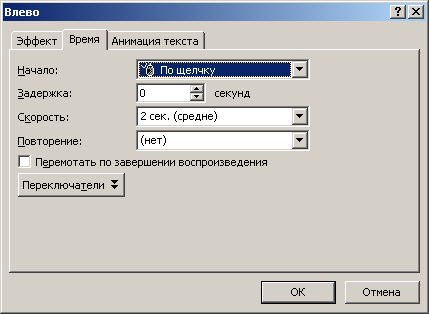 Влево
Эффект Время Анимация текста
Начало: По щелчку
Задержка: 0 секунд
Скорость: 2 сек. (средне)
Повторение: (нет)
Перемотать по завершении воспроизведения
Переключатели
ОК Отмена